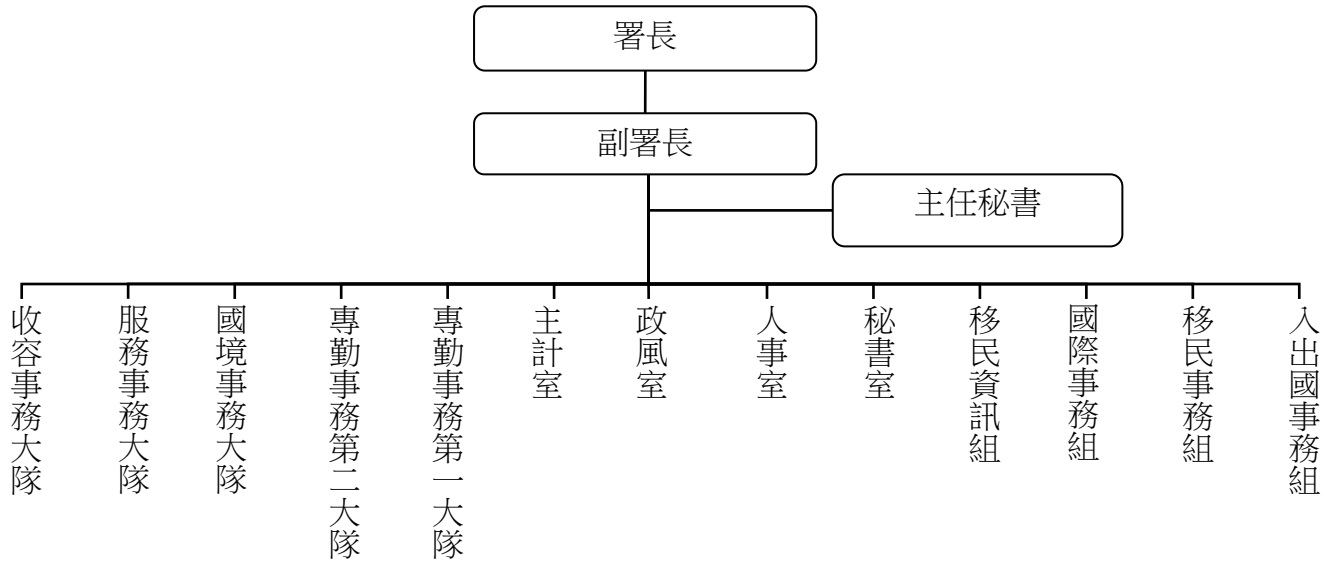 署長
副署長
主任秘書
收容事務大隊
服務事務大隊
國境事務大隊
專勤事務第二大隊
專勤事務第一大隊
主計室
政風室
人事室
秘書室
移民資訊組
國際事務組
移民事務組
入出國事務組